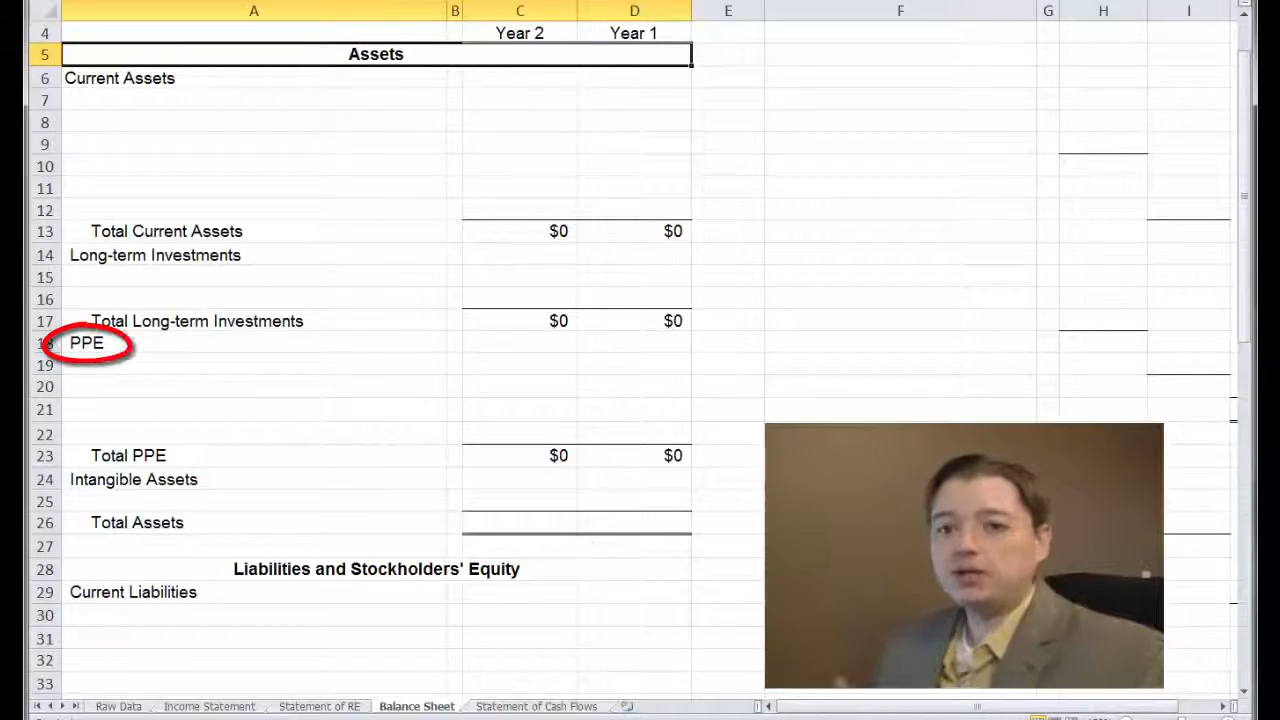 A B C D E F G H I
4 Year 2 Year 1
5 Assets
6 Current Assets
7
8
9
10
11
12
13 Total Current Assets $0 $0
14 Long-term Investments
15
16
17 Total Long-term Investments $0 $0
18 PPE
19
20
21
22
23 Total PPE $0 $0
24 Intangible Assets
25
26 Total Assets
27
28 Liabilities and Stockholders' Equity
29 Current Liabilities
30
31
32
33
Raw Data Income Statement Statement of RE Balance Sheet Statement of Cash Flows